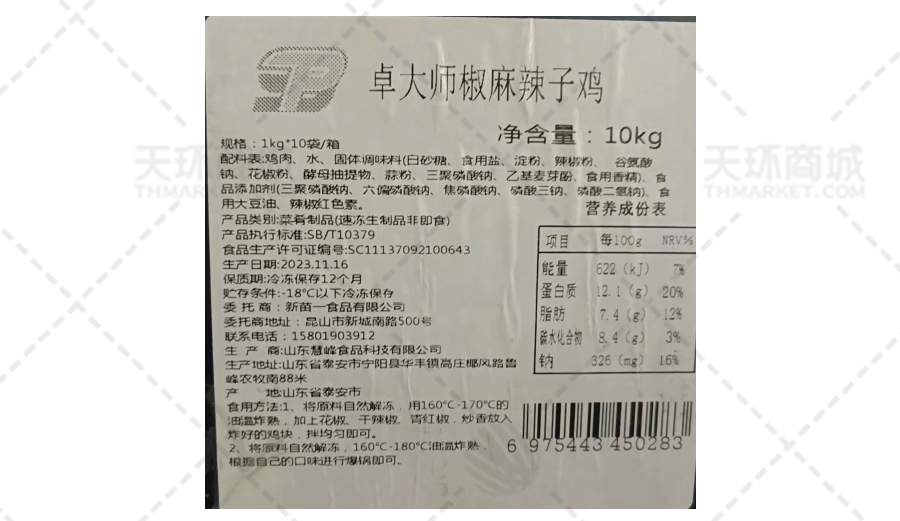 卓大师椒麻辣子鸡
净含量：10kg
规格：1kg*10袋/箱
配料表:鸡肉、水、固体调味料(白砂糖、食用盐、淀粉、辣椒粉、谷氨酸
钠、花椒粉、酵母抽提物、蒜粉、三聚磷酸钠、乙基麦芽酚、食用香精)、食
品添加剂(三聚磷酸钠、六偏磷酸钠、焦磷酸钠、磷酸三钠、磷酸二氢钠)、食
用大豆油、辣椒红色素。
产品类别:菜肴制品(速冻生制品非即食)
产品执行标准:SB/T10379
食品生产许可证编号:SC11137092100643
生产日期:2023.11.16
保质期:冷冻保存12个月
贮存条件:-18℃以下冷冻保存
委托商：新苗一食品有限公司
委托商地址：昆山市新城南路500号
联系电话：15801903912
生产商:山东慧峰食品科技有限公司
生产地址:山东省泰安市宁阳县华丰镇高庄椰风路鲁
峰农牧南88米
产地:山东省泰安市
食用方法:1、将原料自然解冻，用160℃-170℃的
油温炸熟，加上花椒、干辣椒、青红椒，炒香放入
炸好的鸡块，拌均匀即可。
2、将原料自然解冻，160℃-180℃油温炸熟，
根据自己的口味进行爆锅即可。
营养成份表
项目 每100g NRV%
能量 622 (kJ) 7%
蛋白质 12.1 (g) 20%
脂肪 7.4 (g) 12%
碳水化合物 8.4 (g) 3%
钠 326 (mg) 16%
6 975443 450283
天环商城
THMARK
天环商城
THMARK